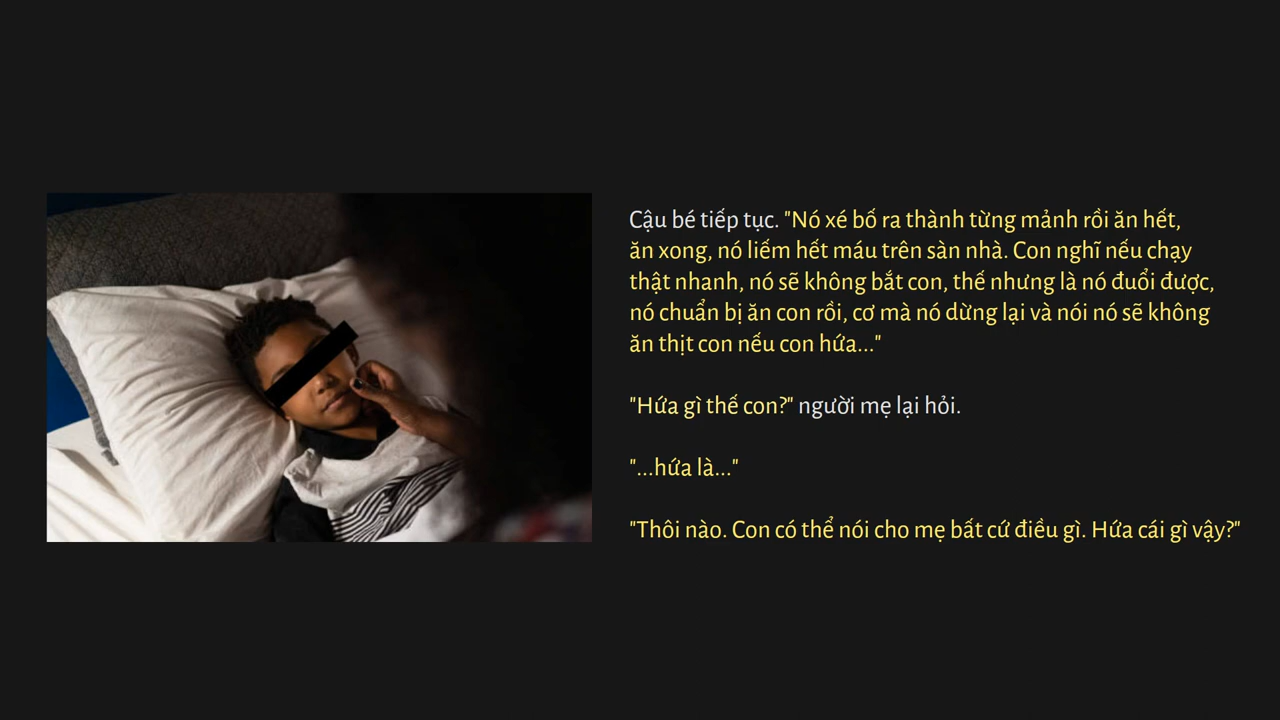 Cậu bé tiếp tục. "Nó xé bố ra thành từng mảnh rồi ăn hết,
ăn xong, nó liếm hết máu trên sàn nhà. Con nghĩ nếu chạy
thật nhanh, nó sẽ không bắt con, thế nhưng là nó đuổi được,
nó chuẩn bị ăn con rồi, cơ mà nó dừng lại và nói nó sẽ không
ăn thịt con nếu con hứa..."
"Hứa gì thế con?" người mẹ lại hỏi.
"...hứa là..."
"Thôi nào. Con có thể nói cho mẹ bất cứ điều gì. Hứa cái gì vậy?"